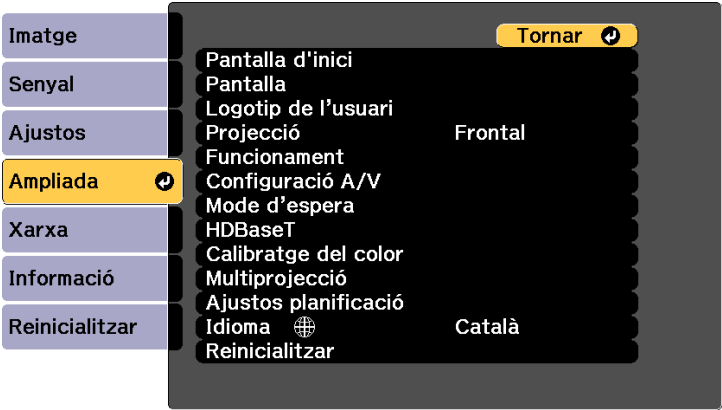 Imatge
Senyal
Ajustos
Ampliada
Xarxa
Informació
Reinicialitzar
Tornar
Pantalla d'inici
Pantalla
Logotip de l’usuari
Projecció Frontal
Funcionament
Configuració A/V
Mode d’espera
HDBaseT
Calibratge del color
Multiprojecció
Ajustos planificació
Idioma Català
Reinicialitzar